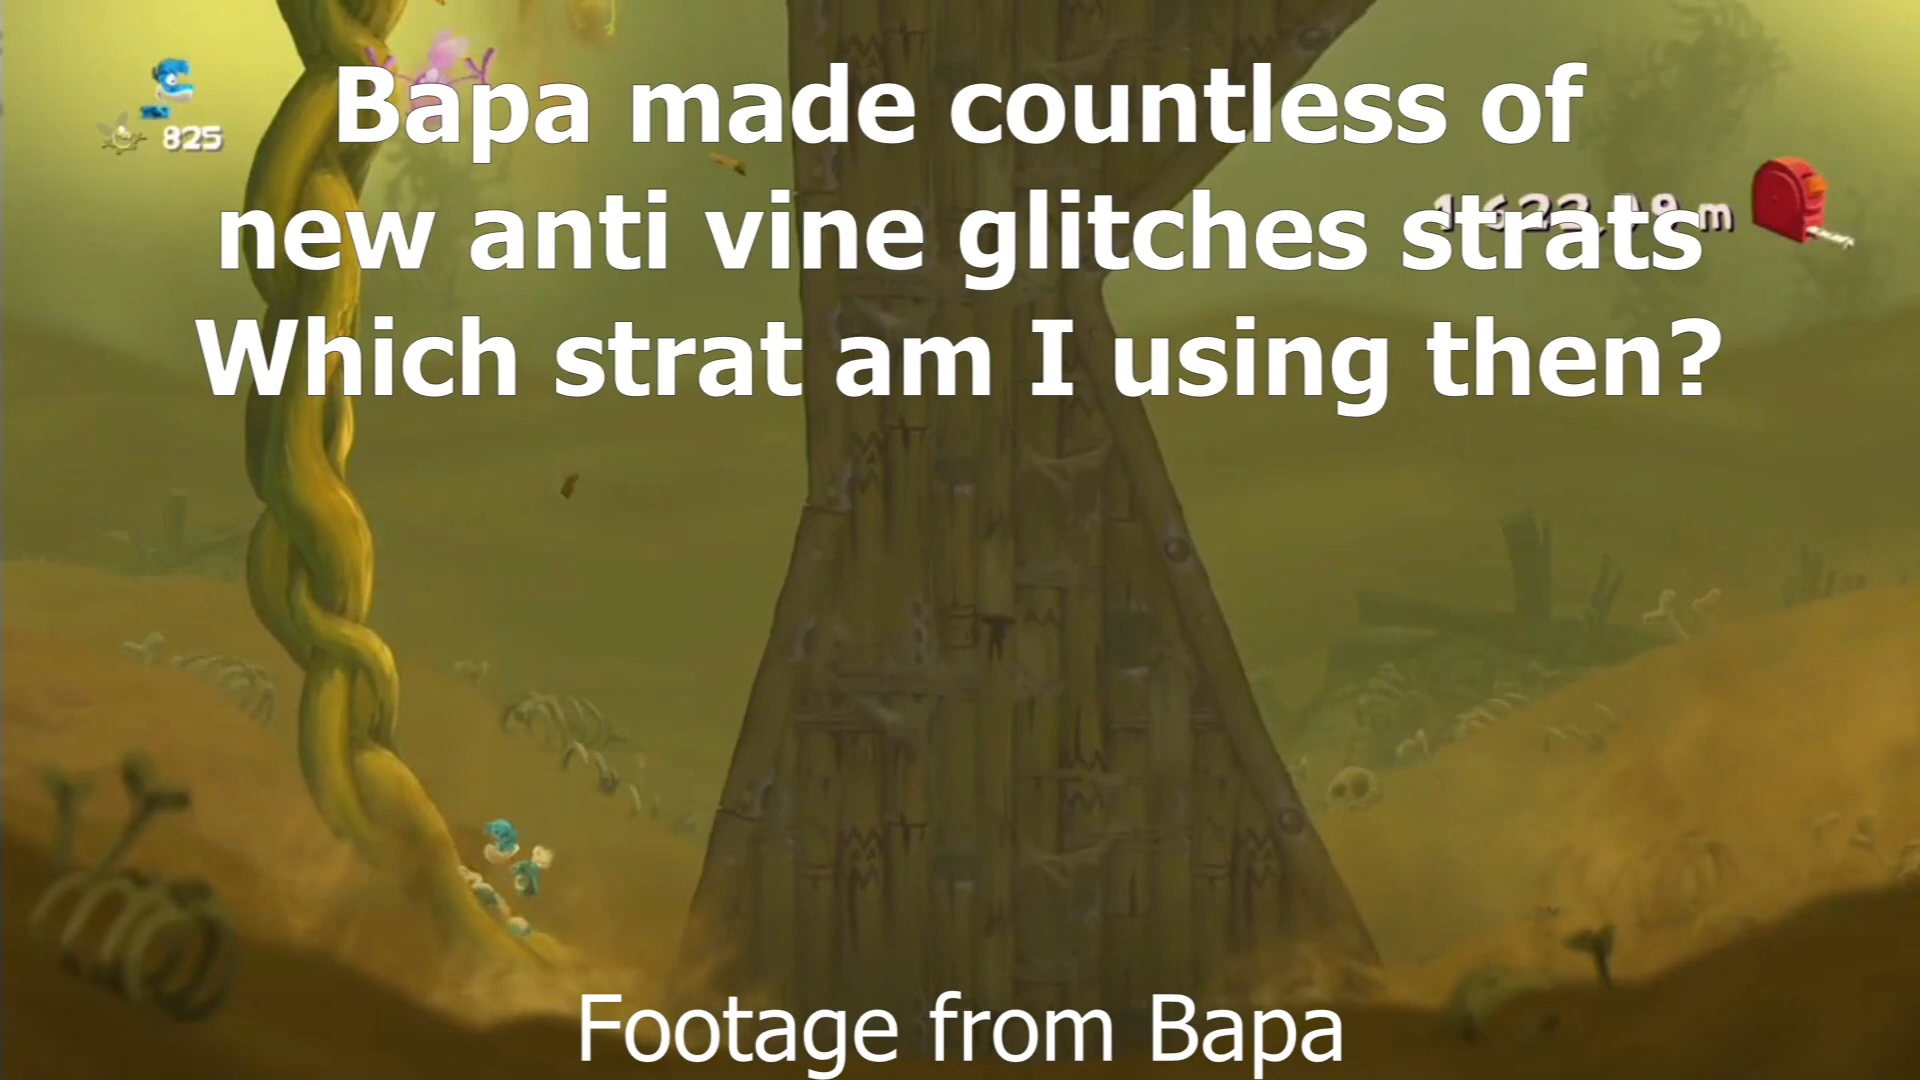 Bapa made countless of
825
new anti vine glitches strats
m
Which strat am I using then?
Footage from Bapa